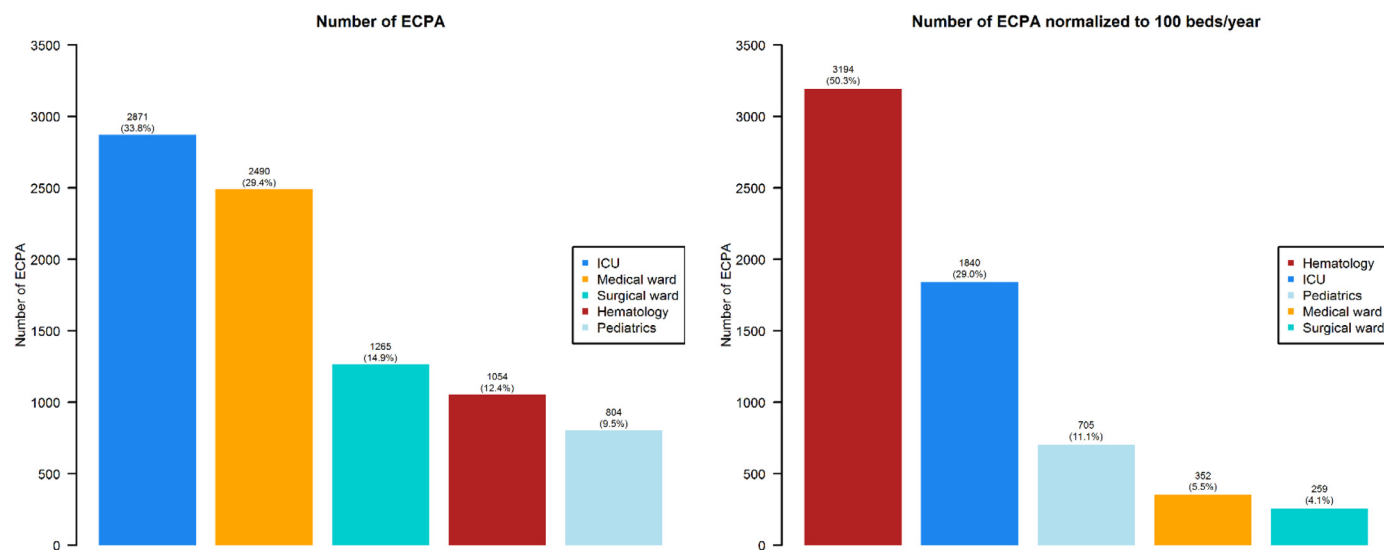 Number of ECPA
Number of ECPA
3500
3000
2500
2000
1500
1000
500
0
2871
(33.8%)
2490
(29.4%)
1265
(14.9%)
1054
(12.4%)
804
(9.5%)
ICU
Medical ward
Surgical ward
Hematology
Pediatrics
Number of ECPA normalized to 100 beds/year
Number of ECPA
3500
3000
2500
2000
1500
1000
500
0
3194
(50.3%)
1840
(29.0%)
705
(11.1%)
352
(5.5%)
259
(4.1%)
Hematology
ICU
Pediatrics
Medical ward
Surgical ward